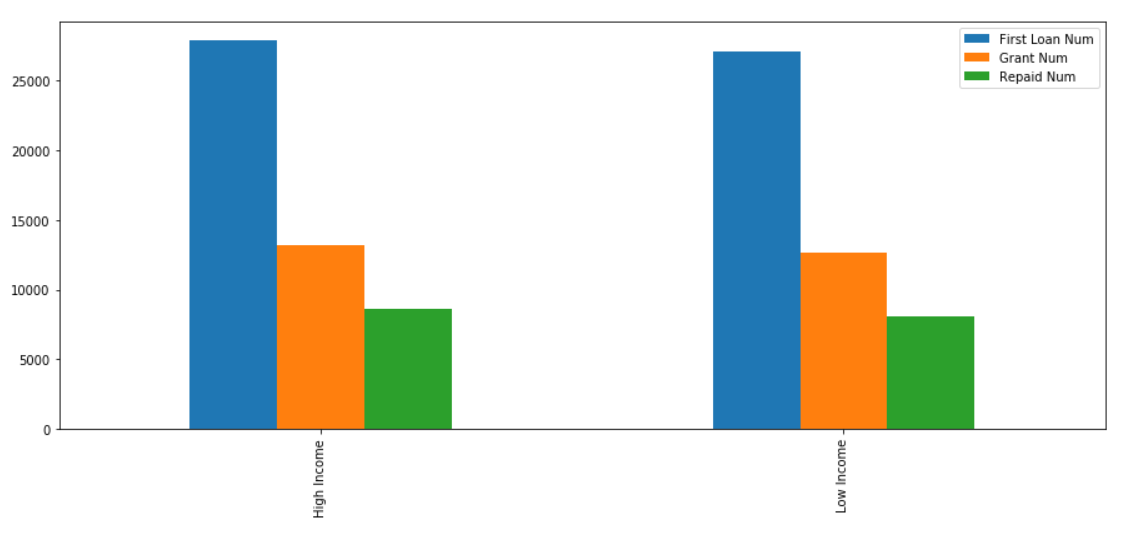 First Loan Num
Grant Num
Repaid Num
25000
20000
15000
10000
5000
0
High Income
Low Income